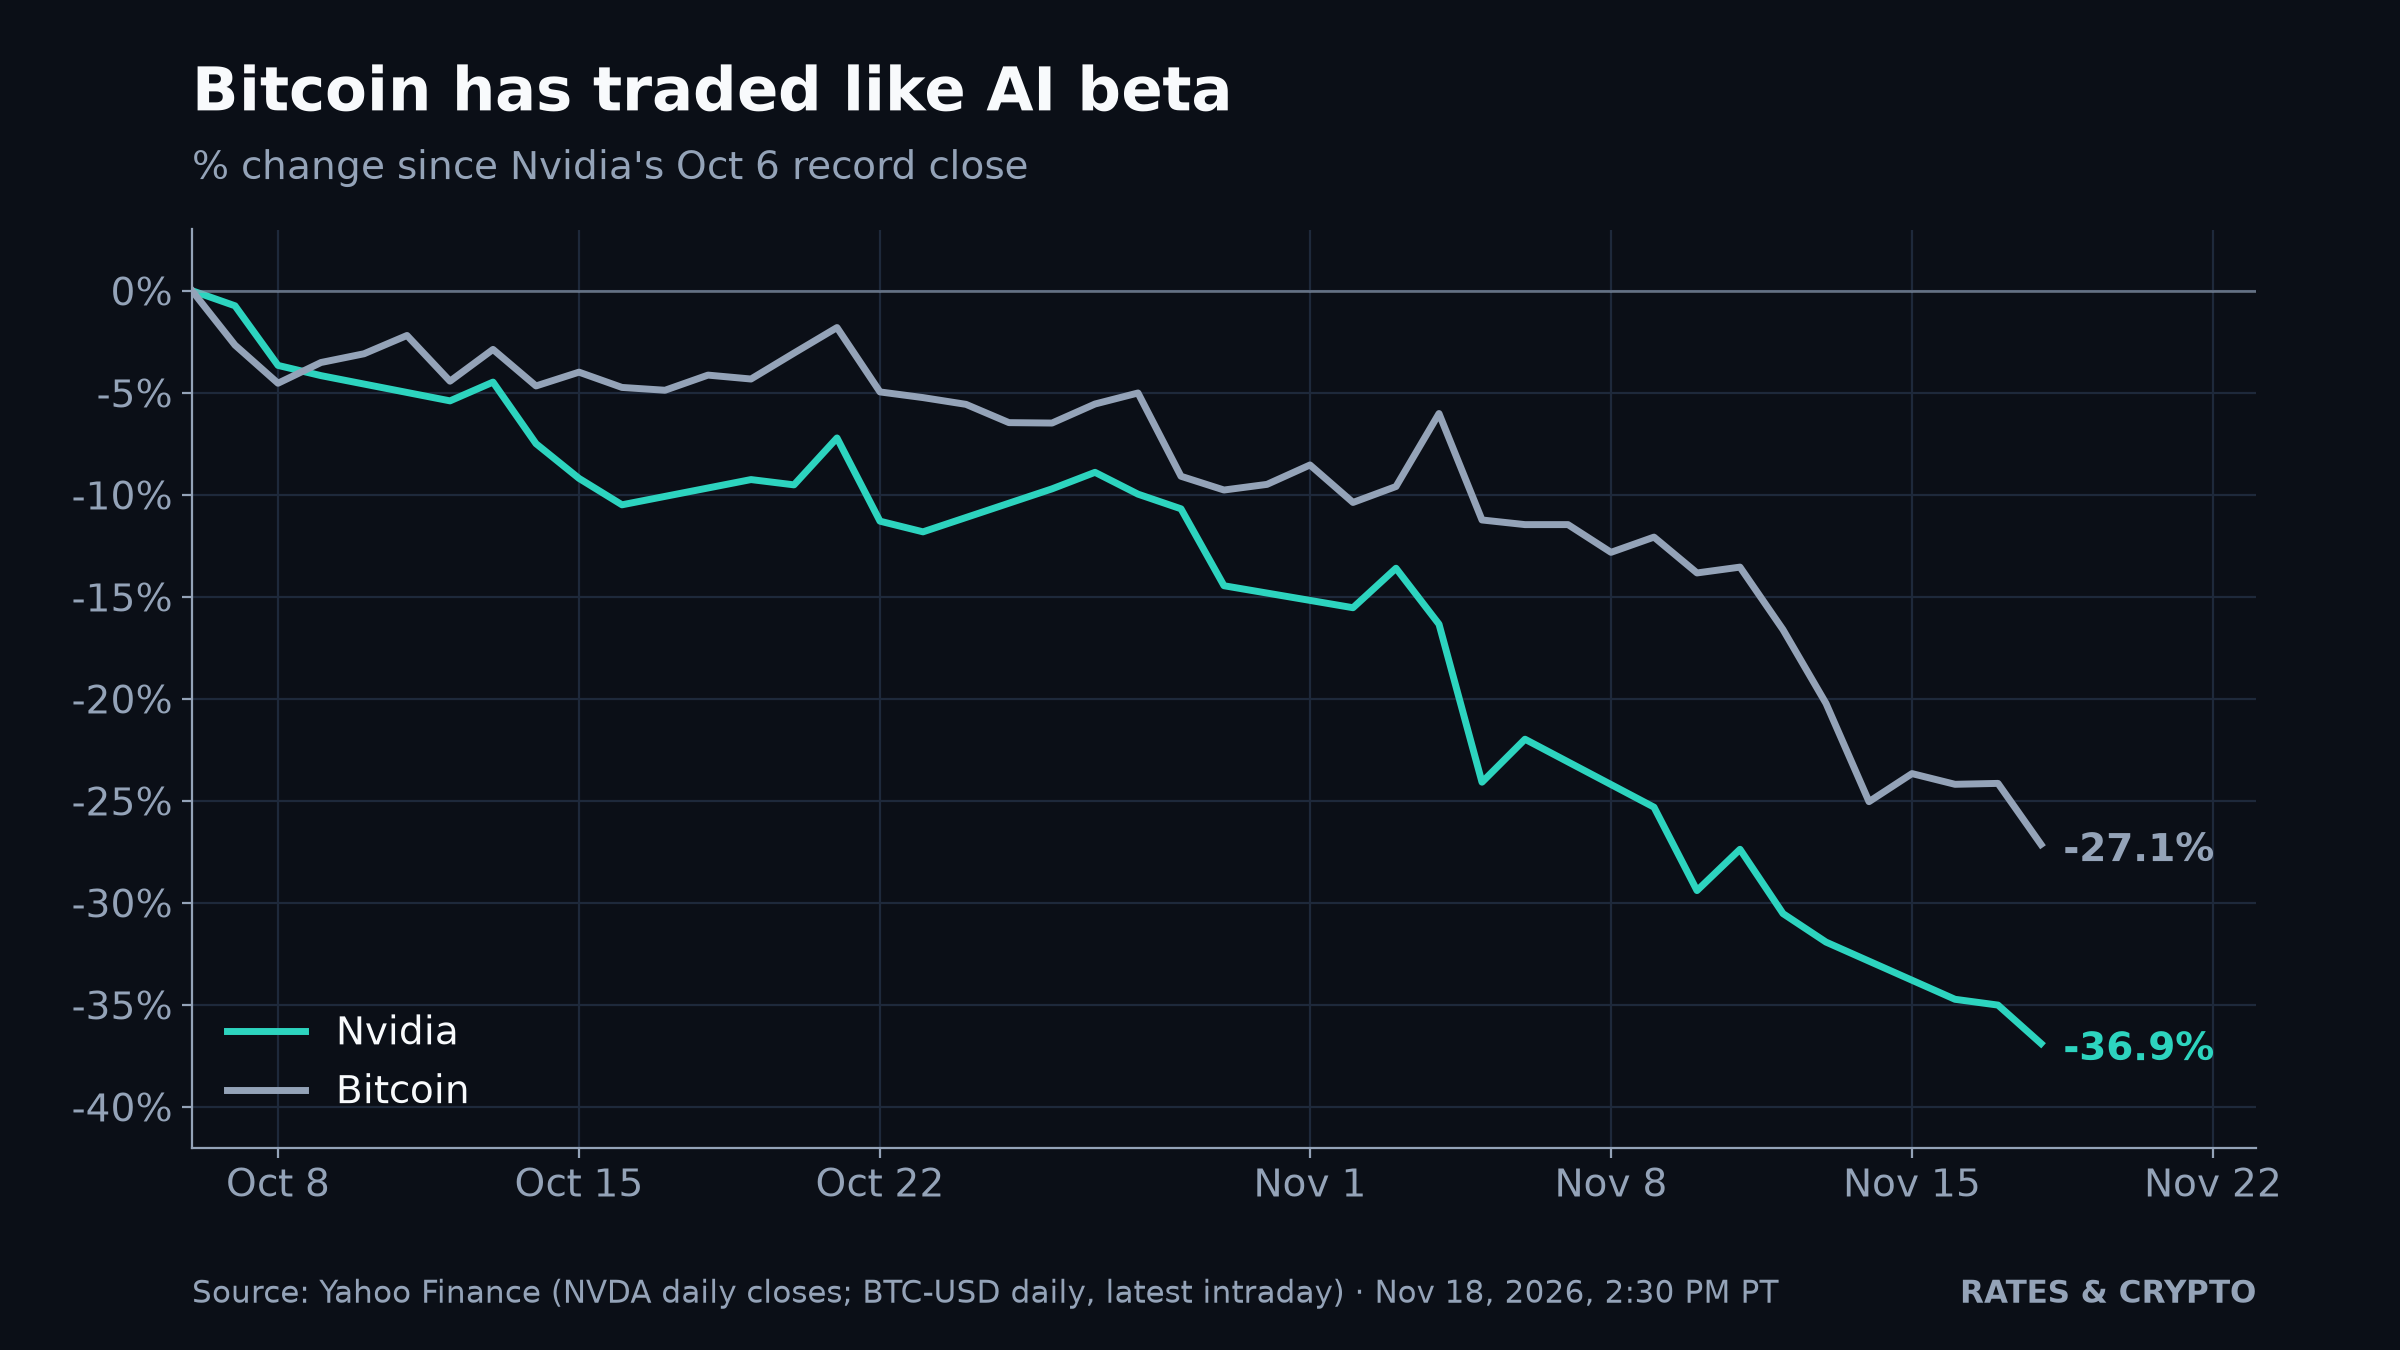 Bitcoin has traded like AI beta
% change since Nvidia's Oct 6 record close
0%
-5%
-10%
-15%
-20%
-25%
-30%
-35%
-40%
-27.1%
-36.9%
Nvidia
Bitcoin
Oct 8 Oct 15 Oct 22 Nov 1 Nov 8 Nov 15 Nov 22
Source: Yahoo Finance (NVDA daily closes; BTC-USD daily, latest intraday) · Nov 18, 2026, 2:30 PM PT
RATES & CRYPTO